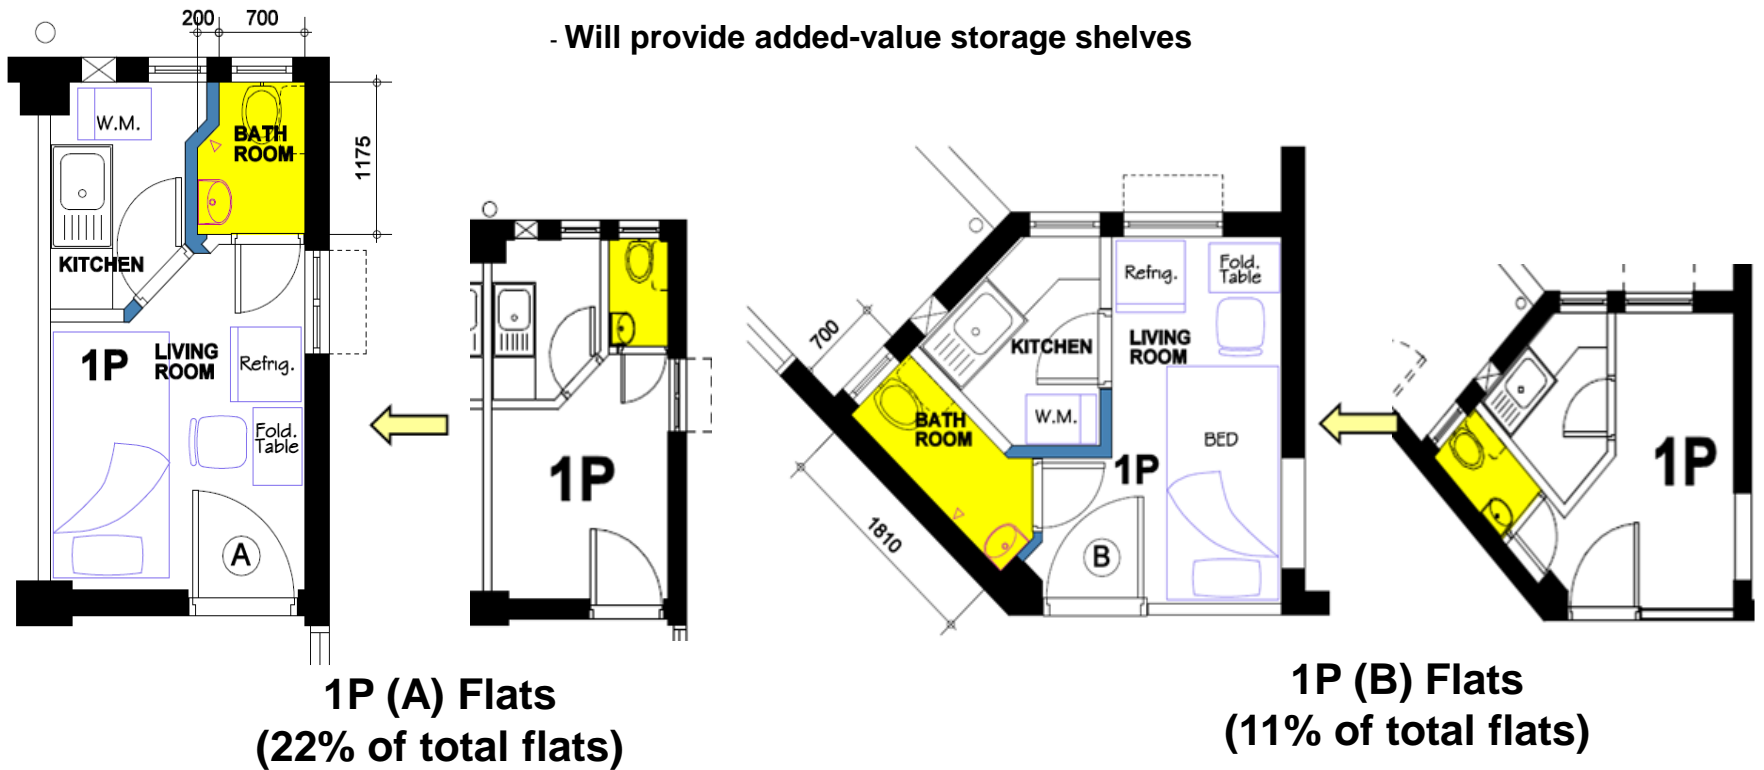 - Will provide added-value storage shelves
200
700
W.M.
BATH
ROOM
1175
KITCHEN
1P
LIVING
ROOM
Refrig.
Fold.
Table
A
1P
1P (A) Flats
(22% of total flats)
Refrig.
Fold.
Table
700
KITCHEN
LIVING
ROOM
W.M.
BATH
ROOM
BED
1P
1810
B
1P
1P (B) Flats
(11% of total flats)